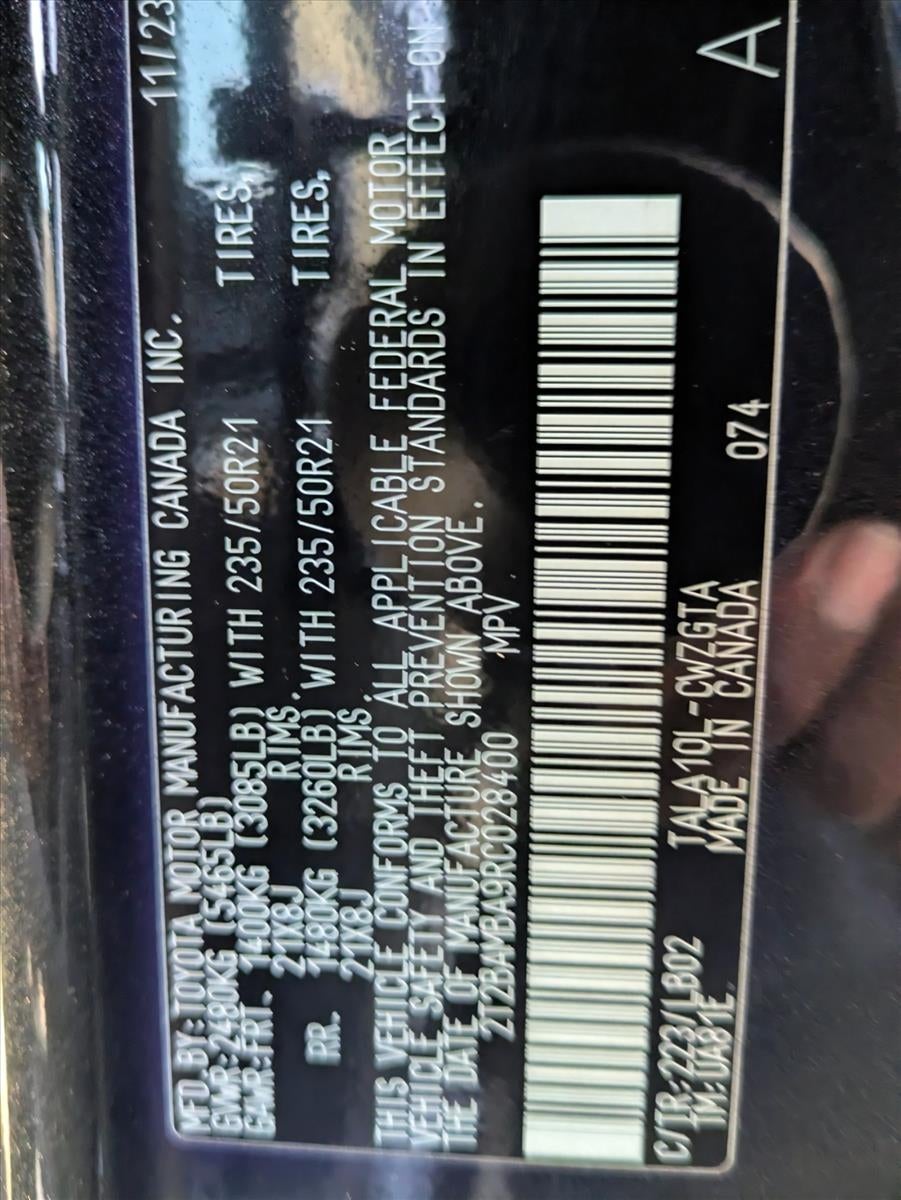 MFD.BY:TOYOTA MOTOR MANUFACTURING CANADA INC. 11/23
GWR:2480KG (5465LB)
GAWR:FRT. 1400KG (3085LB) WITH 235/50R21 TIRES,
21X8J RIMS.
RR. 1480KG (3260LB) WITH 235/50R21 TIRES,
21X8J RIMS.
THIS VEHICLE CONFORMS TO ALL APPLICABLE FEDERAL MOTOR
VEHICLE SAFETY AND THEFT PREVENTION STANDARDS IN EFFECT ON
THE DATE OF MANUFACTURE SHOWN ABOVE.
2T2BAMBA9RC028400 MPV
C/TR:223/LB02 TALA10L-CWZGTA 074 A
TM:UA81E MADE IN CANADA